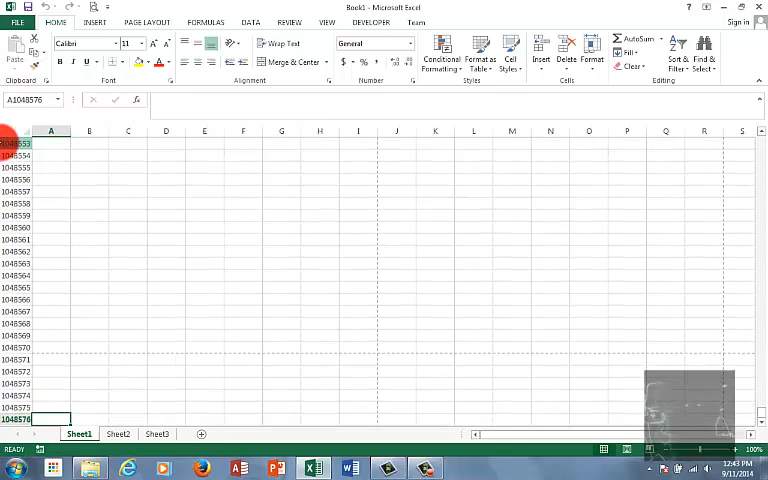 Book1 - Microsoft Excel
FILE HOME INSERT PAGE LAYOUT FORMULAS DATA REVIEW VIEW DEVELOPER Team Sign in
Calibri 11 A A Wrap Text General AutoSum
Paste Conditional Formatting Format as Table Cell Styles Insert Delete Format Fill Sort & Filter Find & Select
B I U A Merge & Center $ % , Clear
Clipboard Font Alignment Number Styles Cells Editing
A1048576 fx
A B C D E F G H I J K L M N O P Q R S
1048553
1048554
1048555
1048556
1048557
1048558
1048559
1048560
1048561
1048562
1048563
1048564
1048565
1048566
1048567
1048568
1048569
1048570
1048571
1048572
1048573
1048574
1048575
1048576
Sheet1 Sheet2 Sheet3
READY 100%
12:43 PM
9/11/2014